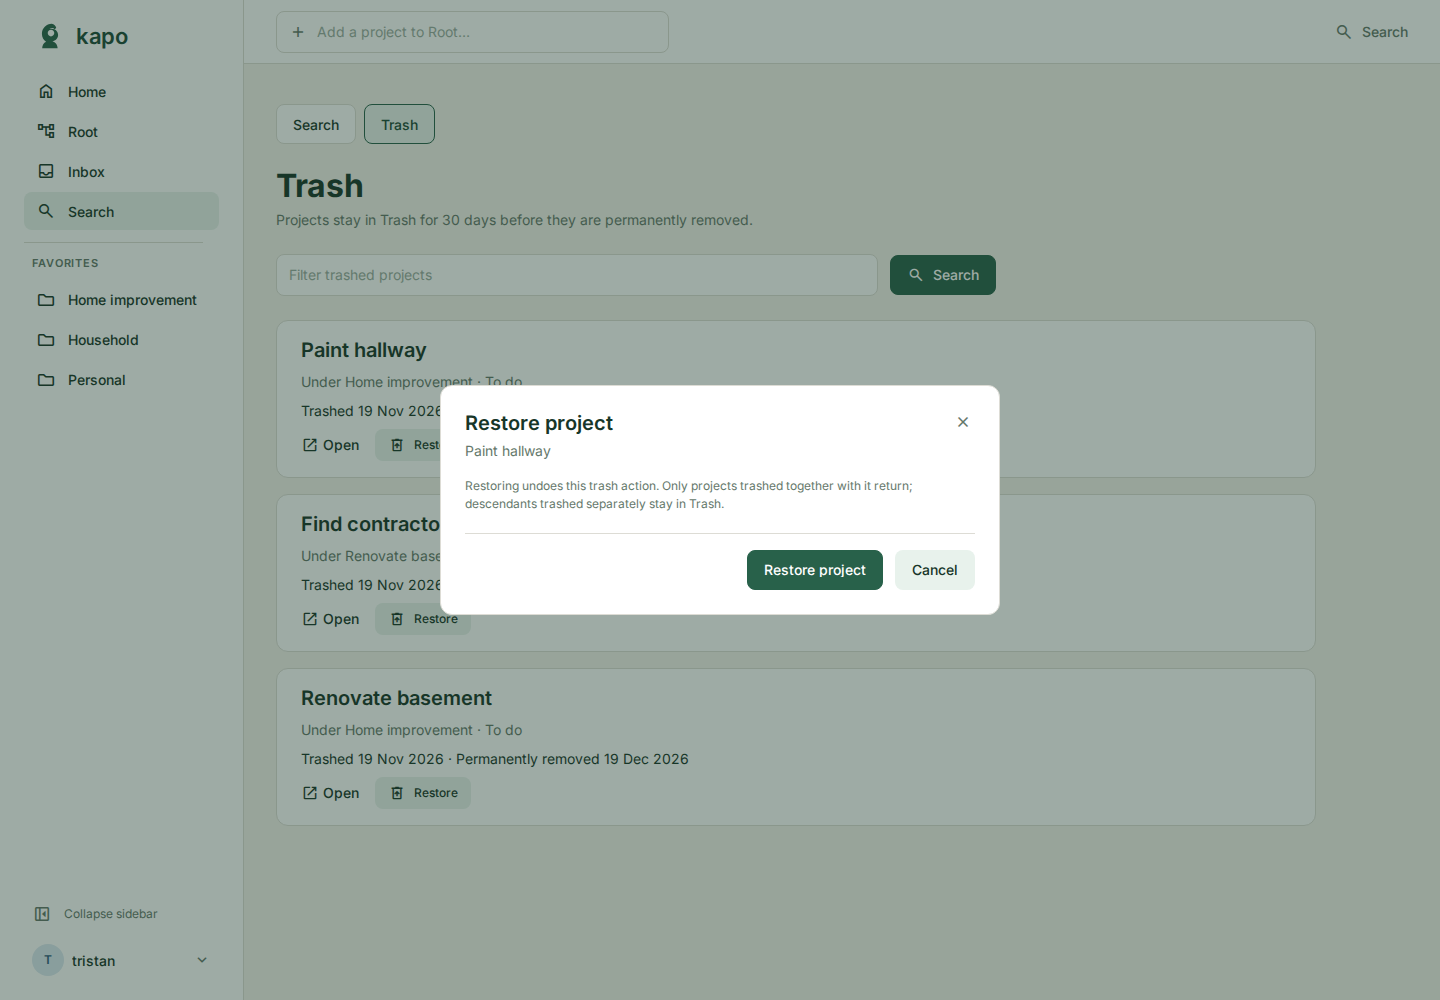 kapo
Home
Root
Inbox
Search
FAVORITES
Home improvement
Household
Personal
Collapse sidebar
T
tristan
Add a project to Root...
Search
Search
Trash
Trash
Projects stay in Trash for 30 days before they are permanently removed.
Filter trashed projects
Search
Paint hallway
Under Home improvement · To do
Trashed 19 Nov 2026
Open
Restore project
Paint hallway
Restoring undoes this trash action. Only projects trashed together with it return;
descendants trashed separately stay in Trash.
Restore project
Cancel
Find
Under Renovate
Trashed 19 Nov 2026
Open
Restore
Renovate basement
Under Home improvement · To do
Trashed 19 Nov 2026 · Permanently removed 19 Dec 2026
Open
Restore